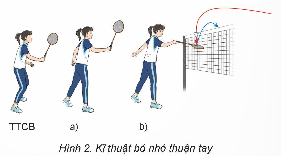 TTCB a) b)
Hình 2. Kĩ thuật bỏ nhỏ thuận tay